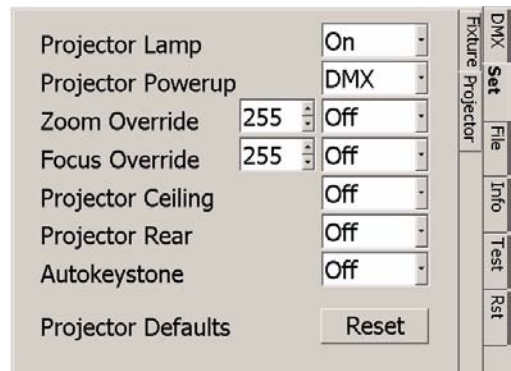 Projector Lamp On
Projector Powerup DMX
Zoom Override 255 Off
Focus Override 255 Off
Projector Ceiling Off
Projector Rear Off
Autokeystone Off
Projector Defaults Reset
Fixture
Projector
DMX
Set
File
Info
Test
Rst